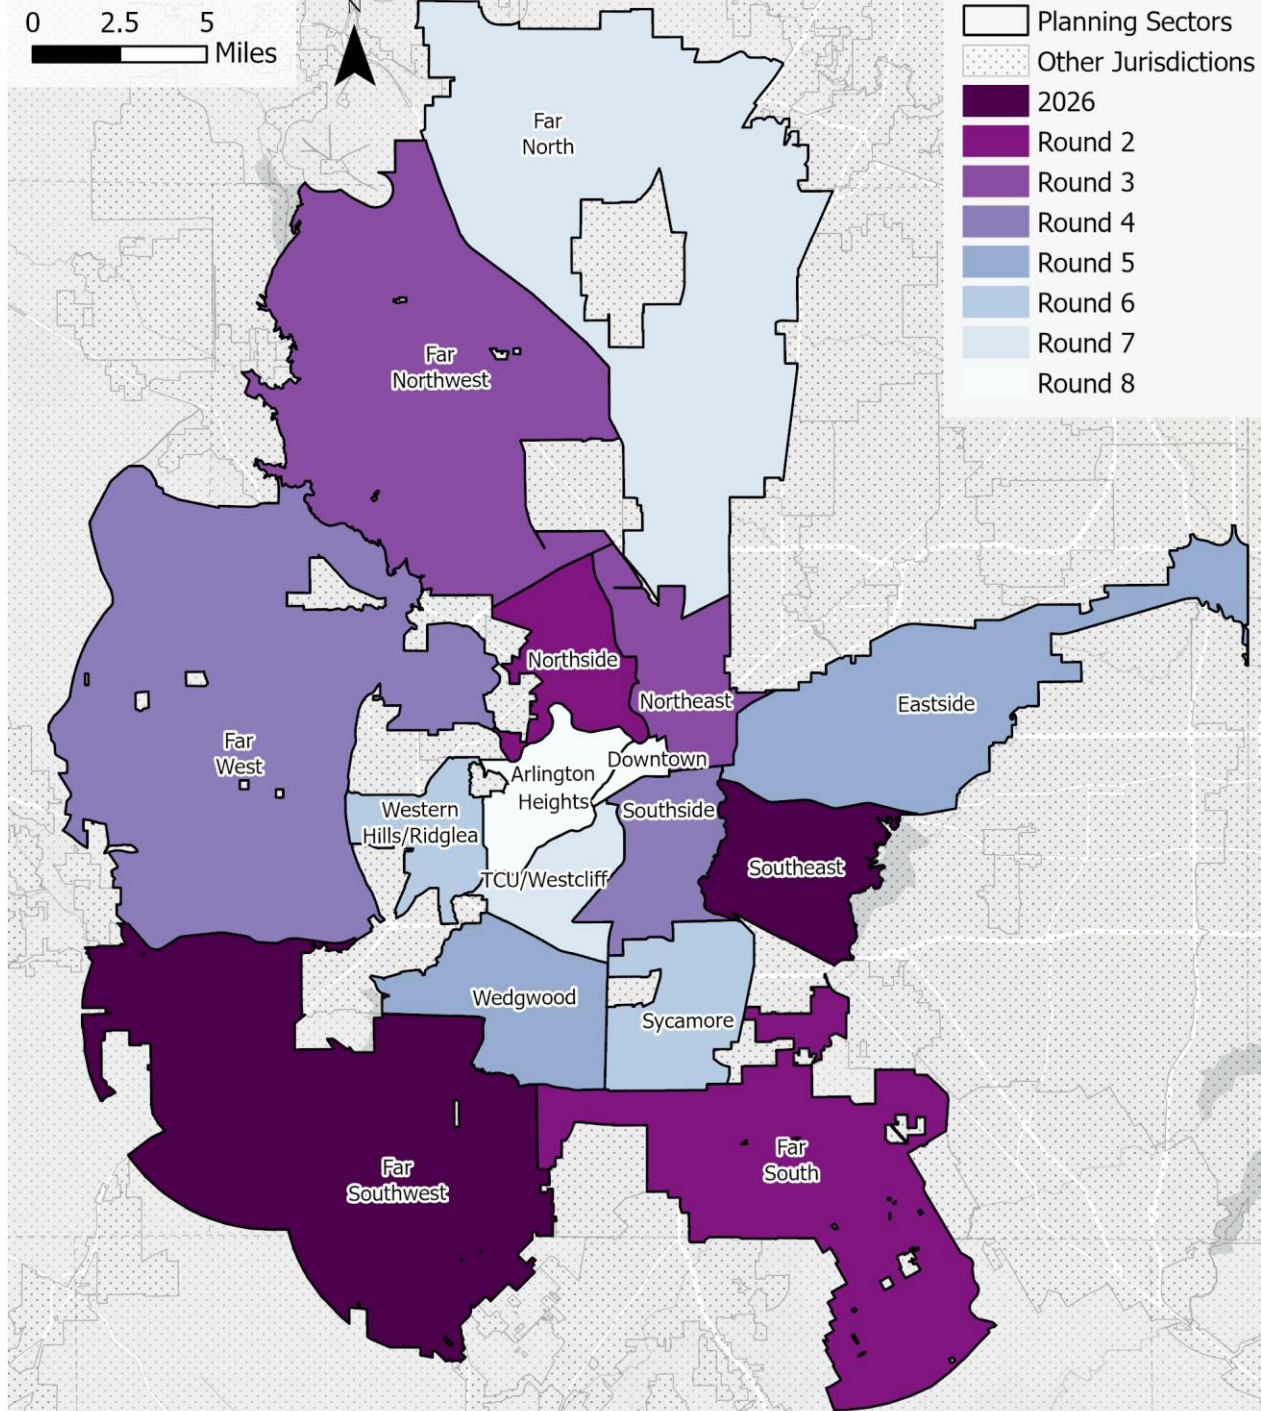 0 2.5 5
Miles
N
Planning Sectors
Other Jurisdictions
2026
Round 2
Round 3
Round 4
Round 5
Round 6
Round 7
Round 8
Far
North
Far
Northwest
Northside
Northeast
Eastside
Far
West
Downtown
Arlington
Heights
Western
Hills/Ridglea
Southside
Southeast
TCU/Westcliff
Wedgwood
Sycamore
Far
South
Far
Southwest